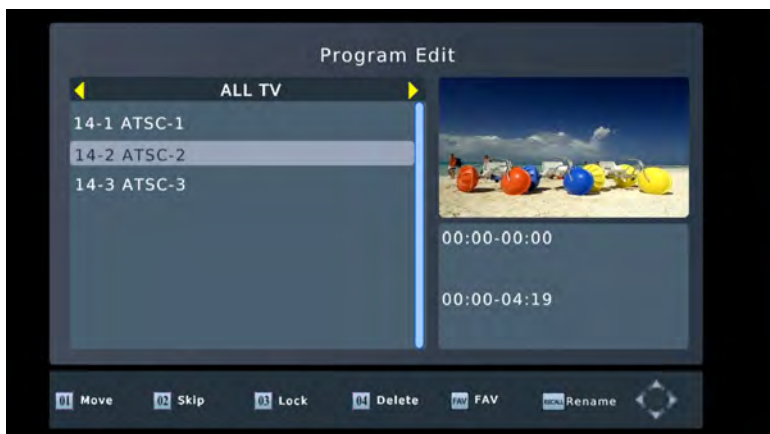 Program Edit
ALL TV
14-1 ATSC-1
14-2 ATSC-2
14-3 ATSC-3
00:00-00:00
00:00-04:19
01 Move 02 Skip 03 Lock 04 Delete FAV FAV RECALL Rename